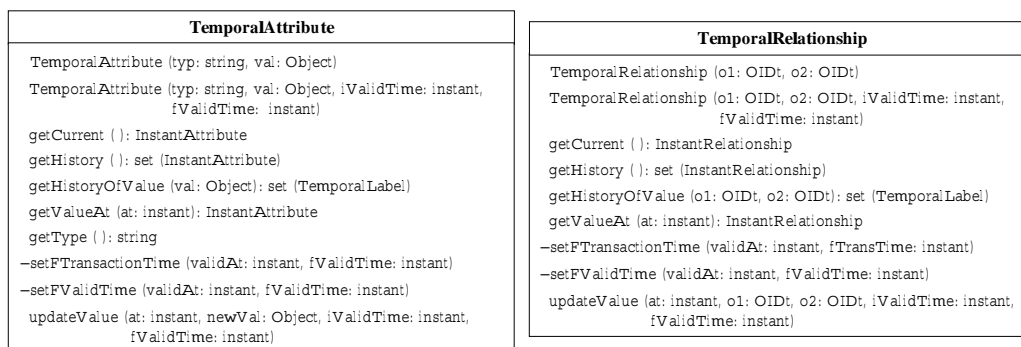 TemporalAttribute
TemporalAttribute (typ: string, val: Object)
TemporalAttribute (typ: string, val: Object, iValidTime: instant,
fValidTime: instant)
getCurrent ( ): InstantAttribute
getHistory ( ): set (InstantAttribute)
getHistoryOfValue (val: Object): set (TemporalLabel)
getValueAt (at: instant): InstantAttribute
getType ( ): string
–setFTransactionTime (validAt: instant, fValidTime: instant)
–setFValidTime (validAt: instant, fValidTime: instant)
updateValue (at: instant, newVal: Object, iValidTime: instant,
fValidTime: instant)
TemporalRelationship
TemporalRelationship (o1: OIDt, o2: OIDt)
TemporalRelationship (o1: OIDt, o2: OIDt, iValidTime: instant,
fValidTime: instant)
getCurrent ( ): InstantRelationship
getHistory ( ): set (InstantRelationship)
getHistoryOfValue (o1: OIDt, o2: OIDt): set (TemporalLabel)
getValueAt (at: instant): InstantRelationship
–setFTransactionTime (validAt: instant, fTransTime: instant)
–setFValidTime (validAt: instant, fValidTime: instant)
updateValue (at: instant, o1: OIDt, o2: OIDt, iValidTime: instant,
fValidTime: instant)